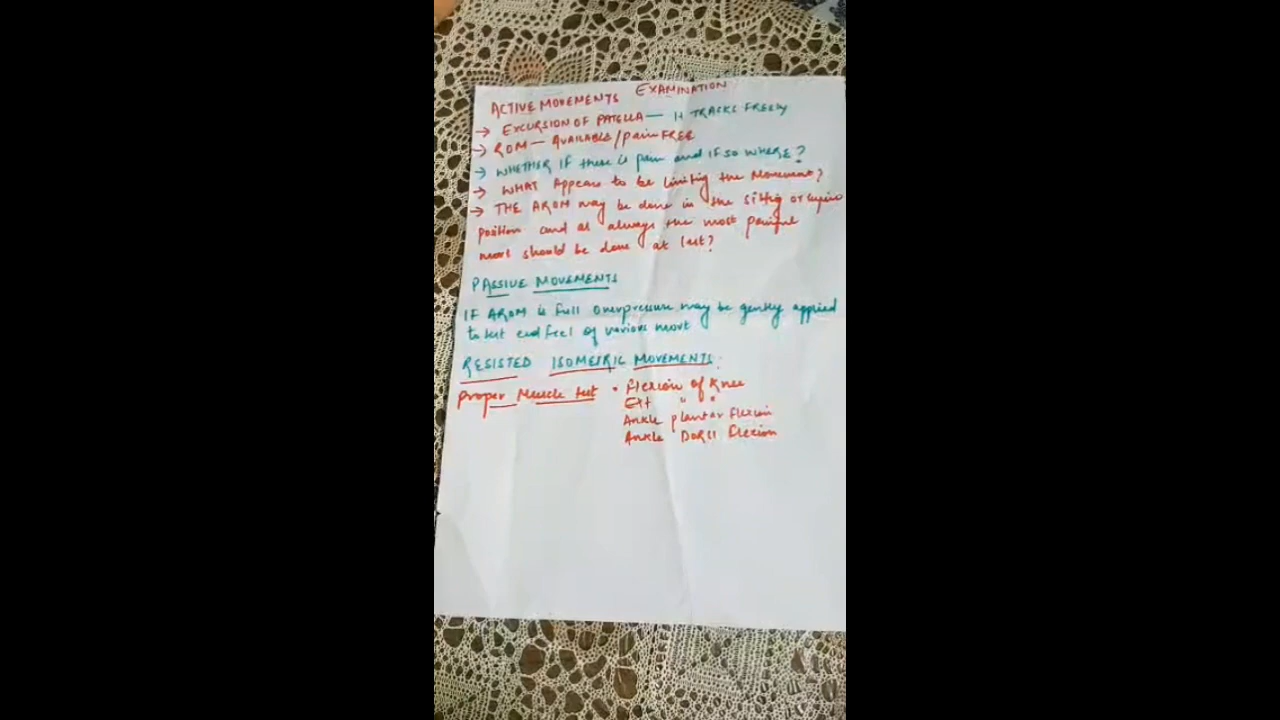 ACTIVE MOVEMENTS EXAMINATION
→ EXCURSION OF PATELLA — It TRACKS FREELY
→ ROM — AVAILABLE / Pain FREE
→ WHETHER IF there is pain and IF SO WHERE?
→ WHAT Appears to be limiting the Movement?
→ THE AROM may be done in the sitting or lying
position and as always the most painful
movt should be done at last?
PASSIVE MOVEMENTS
IF AROM is full overpressure may be gently applied
to test end feel of various movt
RESISTED ISOMETRIC MOVEMENTS
Proper Muscle test • Flexion of Knee
Ext " "
Ankle plantar flexion
Ankle DORSI flexion